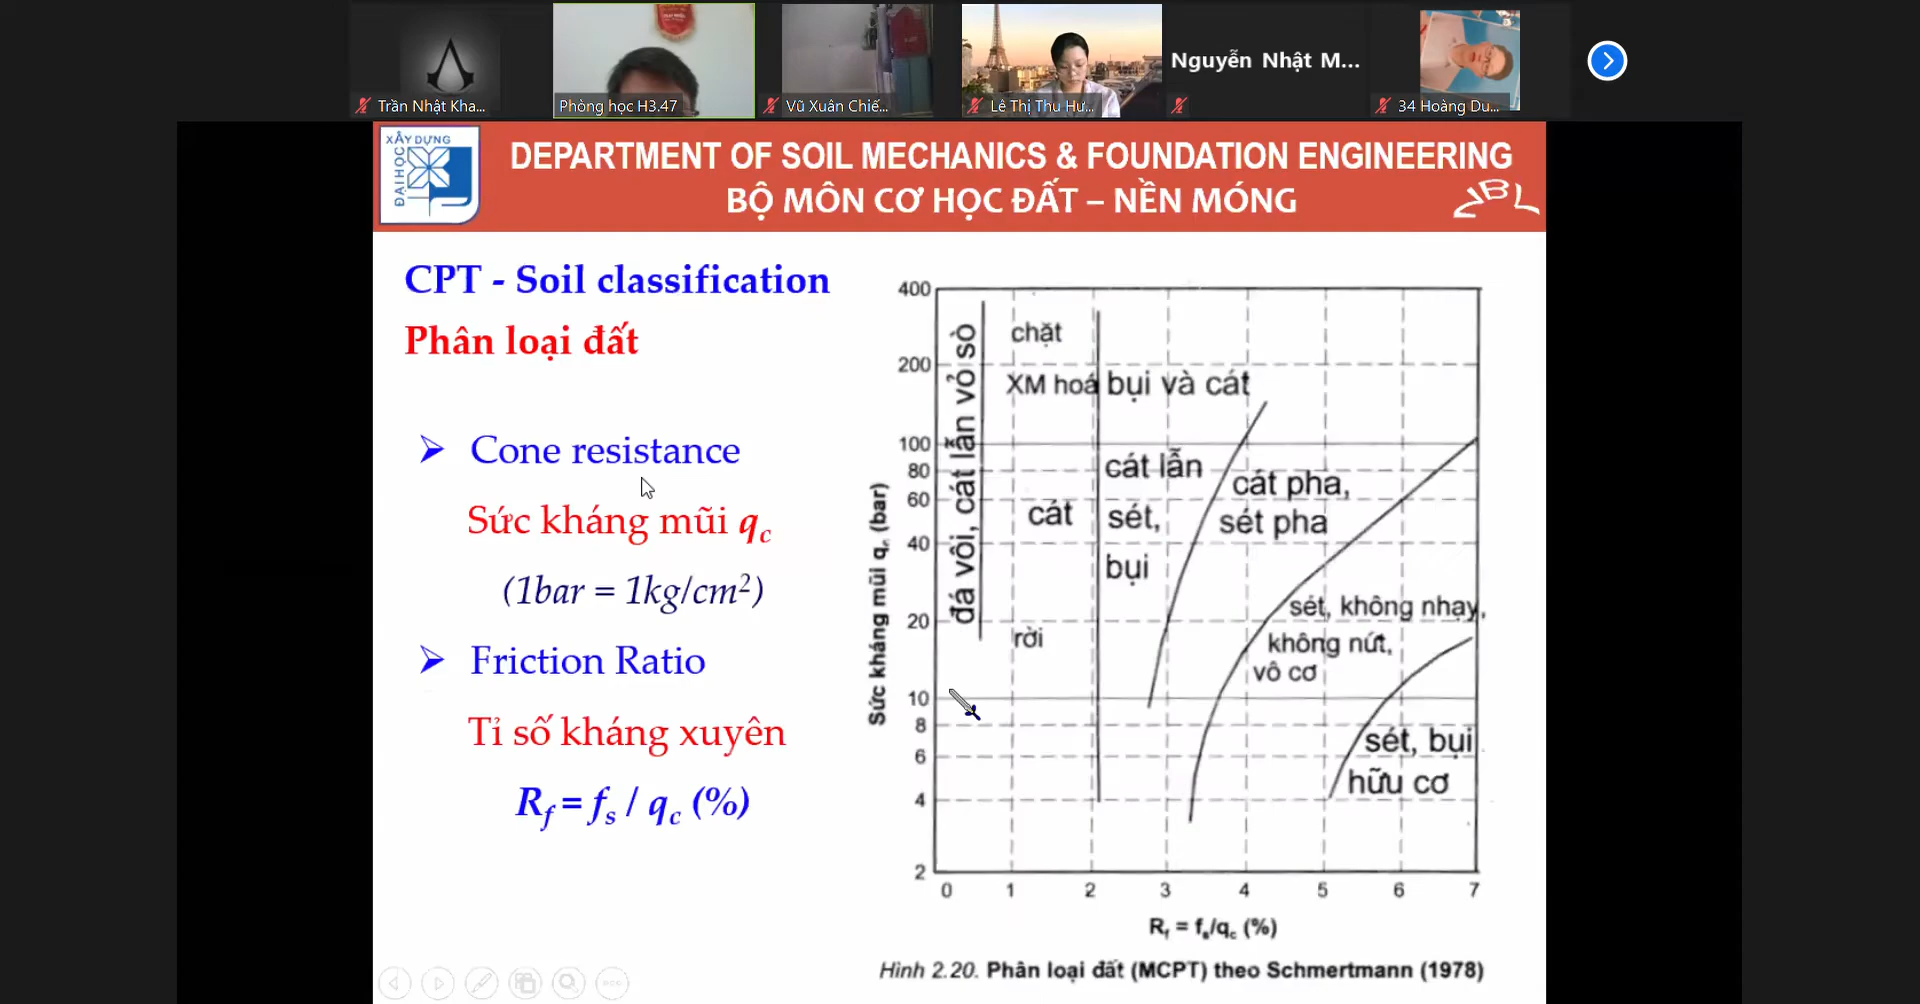 Trần Nhật Kha...
Phòng học H3.47
Vũ Xuân Chiế...
Lê Thị Thu Hư...
Nguyễn Nhật M...
34 Hoàng Du...
XÂY DỰNG
ĐẠI HỌC
DEPARTMENT OF SOIL MECHANICS & FOUNDATION ENGINEERING
BỘ MÔN CƠ HỌC ĐẤT – NỀN MÓNG
CPT - Soil classification
Phân loại đất
➢ Cone resistance
Sức kháng mũi qc
(1bar = 1kg/cm²)
➢ Friction Ratio
Tỉ số kháng xuyên
Rf = fs / qc (%)
Sức kháng mũi qc (bar)
400
200
100
80
60
40
20
10
8
6
4
2
đá vôi, cát lẫn vỏ sò
chặt
XM hoá
cát
rời
bụi và cát
cát lẫn
sét,
bụi
cát pha,
sét pha
sét, không nhạy,
không nứt,
vô cơ
sét, bụi
hữu cơ
0 1 2 3 4 5 6 7
Rf = fs/qc (%)
Hình 2.20. Phân loại đất (MCPT) theo Schmertmann (1978)